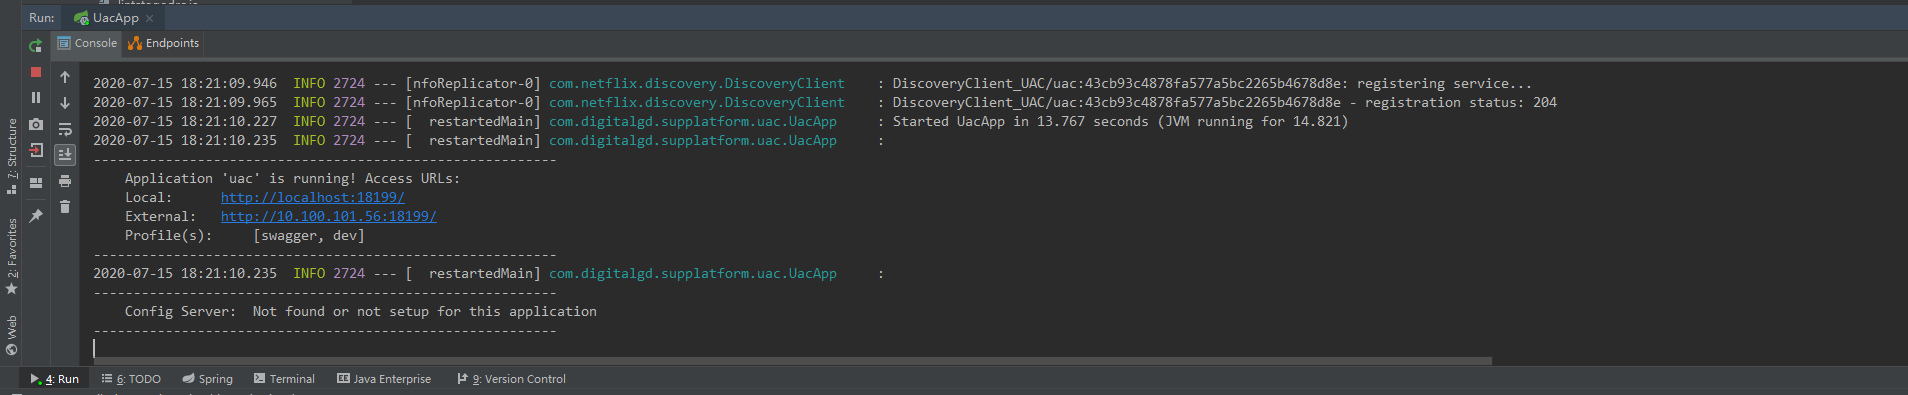 Run: UacApp
Console Endpoints
2020-07-15 18:21:09.946  INFO 2724 --- [nfoReplicator-0] com.netflix.discovery.DiscoveryClient    : DiscoveryClient_UAC/uac:43cb93c4878fa577a5bc2265b4678d8e: registering service...
2020-07-15 18:21:09.965  INFO 2724 --- [nfoReplicator-0] com.netflix.discovery.DiscoveryClient    : DiscoveryClient_UAC/uac:43cb93c4878fa577a5bc2265b4678d8e - registration status: 204
2020-07-15 18:21:10.227  INFO 2724 --- [  restartedMain] com.digitalgd.supplatform.uac.UacApp     : Started UacApp in 13.767 seconds (JVM running for 14.821)
2020-07-15 18:21:10.235  INFO 2724 --- [  restartedMain] com.digitalgd.supplatform.uac.UacApp     :
----------------------------------------------------------
Application 'uac' is running! Access URLs:
Local:      http://localhost:18199/
External:   http://10.100.101.56:18199/
Profile(s):     [swagger, dev]
----------------------------------------------------------
2020-07-15 18:21:10.235  INFO 2724 --- [  restartedMain] com.digitalgd.supplatform.uac.UacApp     :
----------------------------------------------------------
Config Server:  Not found or not setup for this application
----------------------------------------------------------
7: Structure
2: Favorites
Web
4: Run 6: TODO Spring Terminal Java Enterprise 9: Version Control